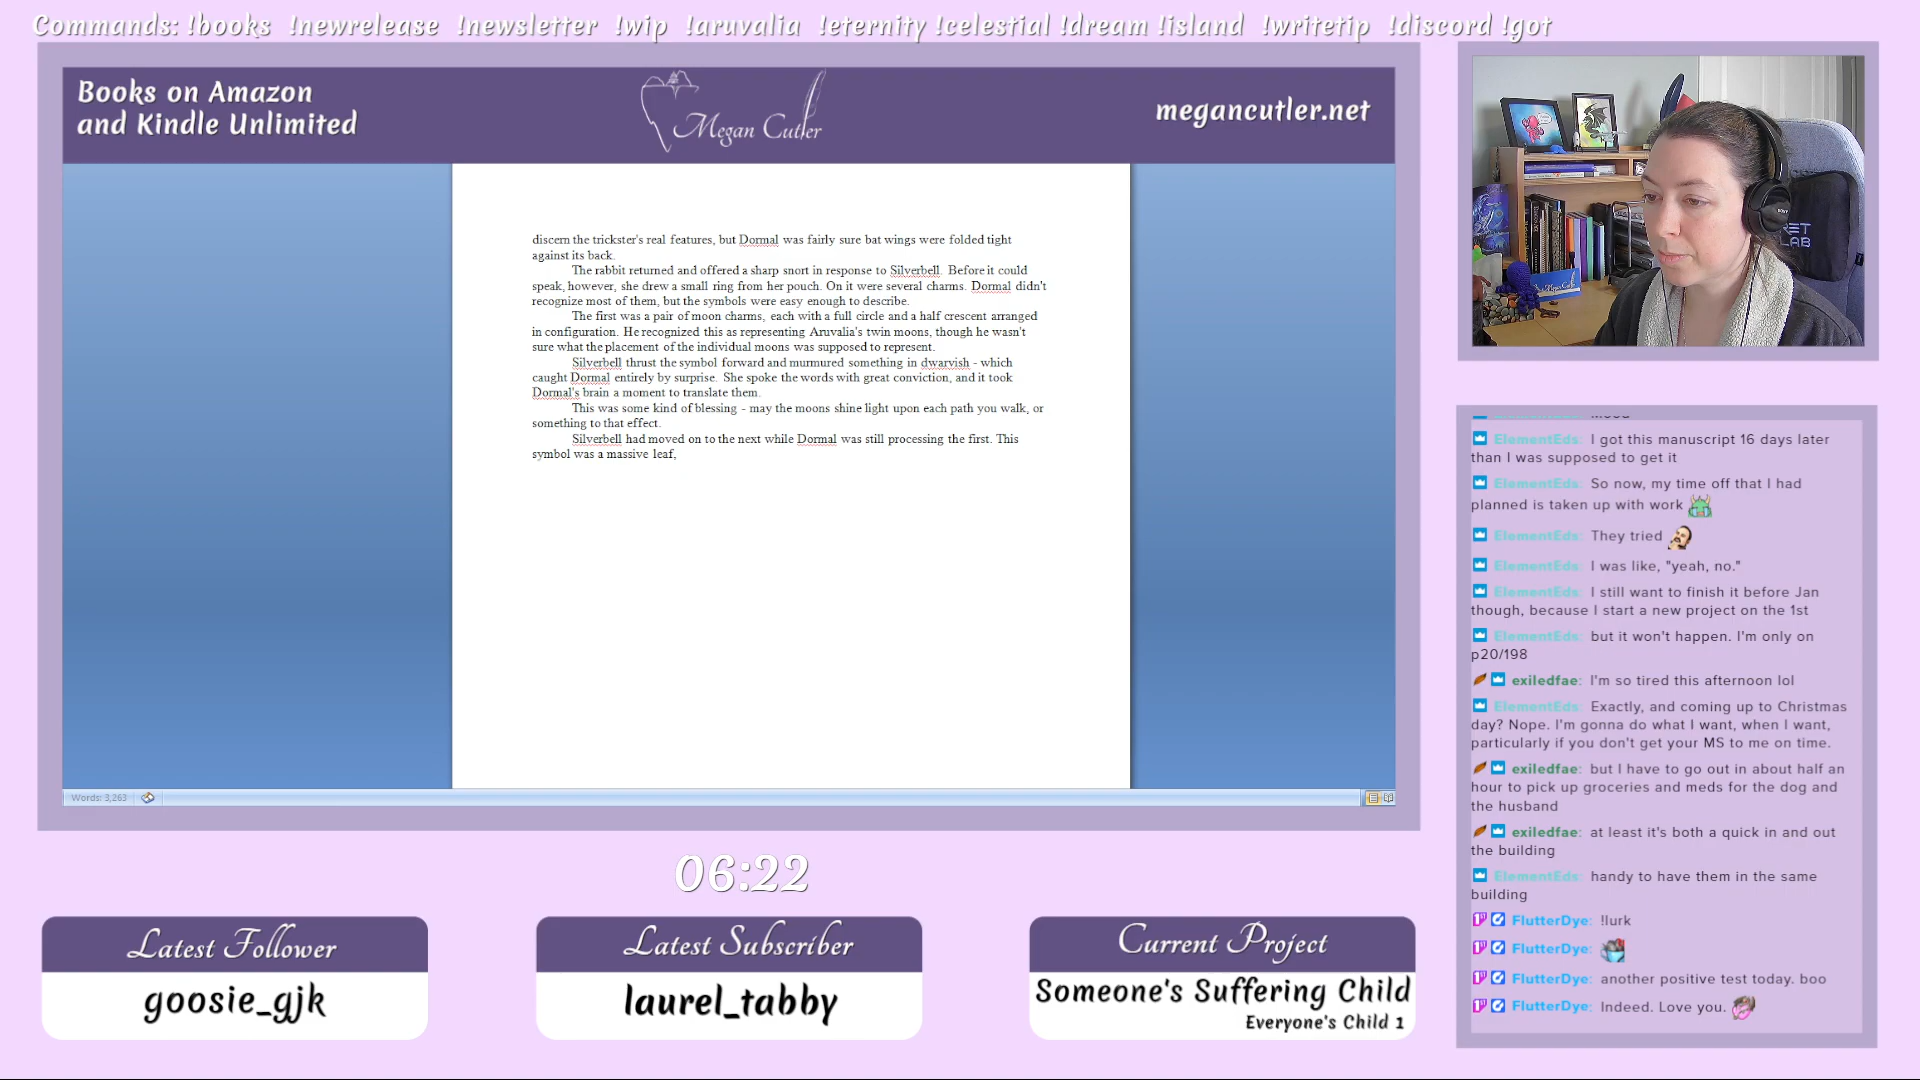 Commands: !books !newrelease !newsletter !wip !aruvalia !eternity !celestial !dream !island !writetip !discord !got
Books on Amazon
and Kindle Unlimited
Megan Cutler
megancutler.net
discern the trickster's real features, but Dormal was fairly sure bat wings were folded tight
against its back.
The rabbit returned and offered a sharp snort in response to Silverbell. Before it could
speak, however, she drew a small ring from her pouch. On it were several charms. Dormal didn't
recognize most of them, but the symbols were easy enough to describe.
The first was a pair of moon charms, each with a full circle and a half crescent arranged
in configuration. He recognized this as representing Aruvalia's twin moons, though he wasn't
sure what the placement of the individual moons was supposed to represent.
Silverbell thrust the symbol forward and murmured something in dwarvish - which
caught Dormal entirely by surprise. She spoke the words with great conviction, and it took
Dormal's brain a moment to translate them.
This was some kind of blessing - may the moons shine light upon each path you walk, or
something to that effect.
Silverbell had moved on to the next while Dormal was still processing the first. This
symbol was a massive leaf,
Words: 3,263
06:22
Latest Follower
goosie_gjk
Latest Subscriber
laurel_tabby
Current Project
Someone's Suffering Child
Everyone's Child 1
ElementEds: I got this manuscript 16 days later
than I was supposed to get it
ElementEds: So now, my time off that I had
planned is taken up with work
ElementEds: They tried
ElementEds: I was like, "yeah, no."
ElementEds: I still want to finish it before Jan
though, because I start a new project on the 1st
ElementEds: but it won't happen. I'm only on
p20/198
exiledfae: I'm so tired this afternoon lol
ElementEds: Exactly, and coming up to Christmas
day? Nope. I'm gonna do what I want, when I want,
particularly if you don't get your MS to me on time.
exiledfae: but I have to go out in about half an
hour to pick up groceries and meds for the dog and
the husband
exiledfae: at least it's both a quick in and out
the building
ElementEds: handy to have them in the same
building
FlutterDye: !lurk
FlutterDye:
FlutterDye: another positive test today. boo
FlutterDye: Indeed. Love you.